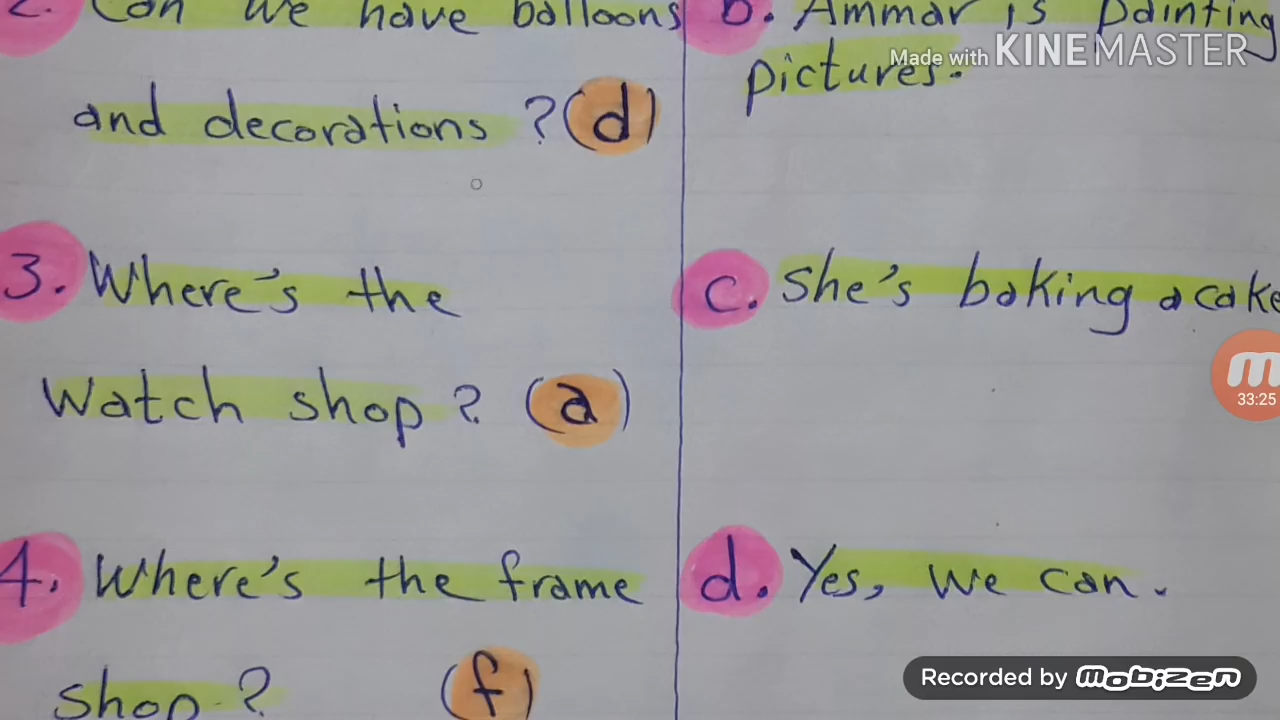 2. Can we have balloons
and decorations ? (d)
3. Where's the
watch shop ? (a)
4. Where's the frame
shop ? (f)
b. Ammar is painting
pictures.
c. She's baking a cake
d. Yes, we can.
Made with KINEMASTER
33:25
Recorded by mobizen